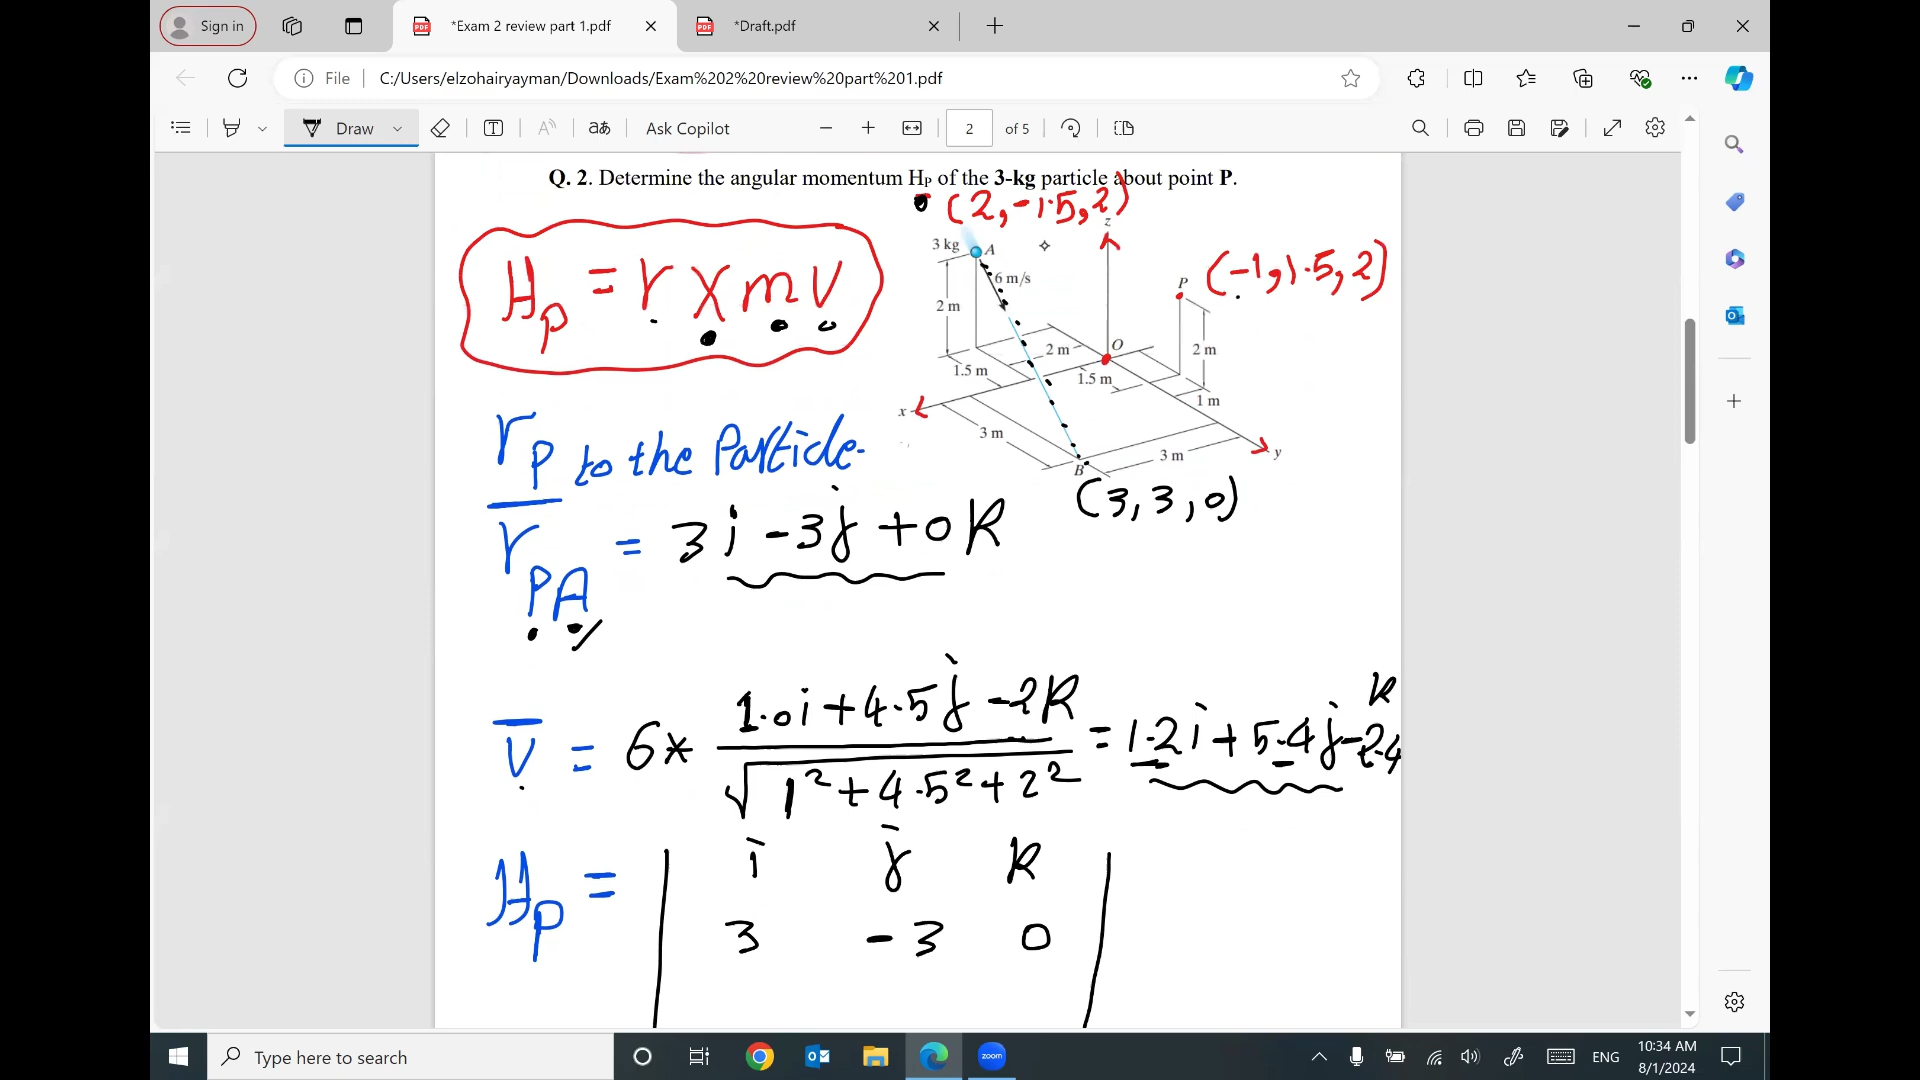 Sign in
*Exam 2 review part 1.pdf
*Draft.pdf
File
C:/Users/elzohairyayman/Downloads/Exam%202%20review%20part%201.pdf
Draw
Ask Copilot
2 of 5
Q. 2. Determine the angular momentum HP of the 3-kg particle about point P.
(2,-1.5,2)
Hp = r x m v
3 kg A
z
6 m/s
P (-1,1.5,2)
2 m
2 m O
2 m
1.5 m
1.5 m
1 m
x
3 m
3 m
y
B
(3,3,0)
rp to the Particle.
rPA = 3i -3j +0k
V = 6* 1.0i+4.5j-2k / √1²+4.5²+2² = 1.2i+5.4j-2.4k
Hp =
i j k
3 -3 0
Type here to search
zoom
ENG
10:34 AM
8/1/2024